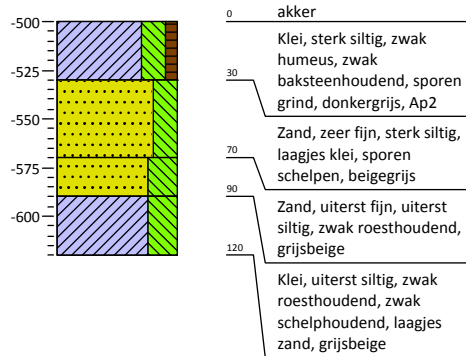 -500
-525
-550
-575
-600
0
akker
Klei, sterk siltig, zwak
humeus, zwak
baksteenhoudend, sporen
grind, donkergrijs, Ap2
30
Zand, zeer fijn, sterk siltig,
laagjes klei, sporen
schelpen, beigegrijs
70
Zand, uiterst fijn, uiterst
siltig, zwak roesthoudend,
grijsbeige
90
Klei, uiterst siltig, zwak
roesthoudend, zwak
schelphoudend, laagjes
zand, grijsbeige
120